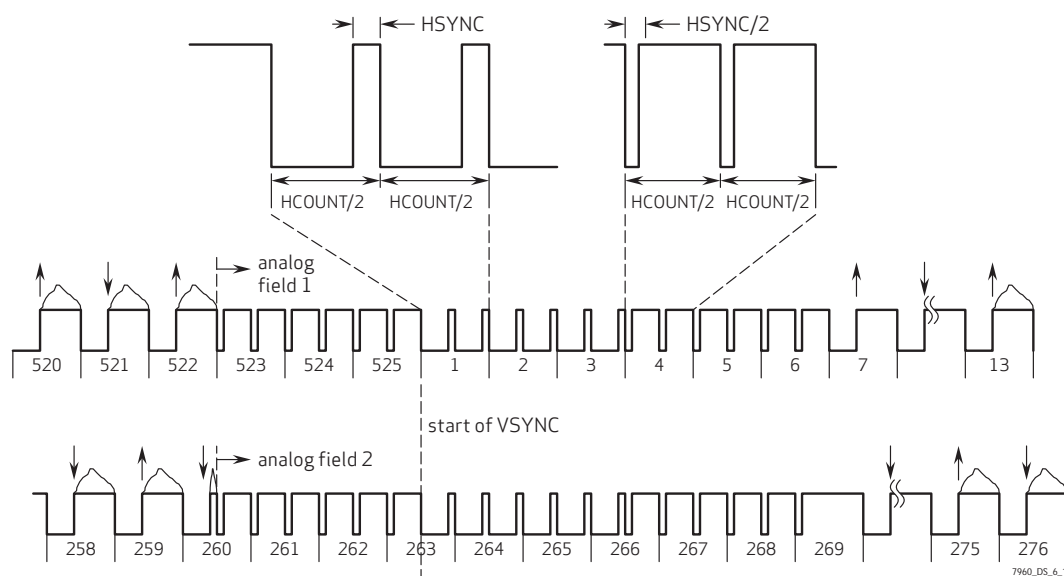 HSYNC HSYNC/2
HCOUNT/2 HCOUNT/2 HCOUNT/2 HCOUNT/2
analog
field 1
520 521 522 523 524 525 1 2 3 4 5 6 7 13
start of VSYNC
analog field 2
258 259 260 261 262 263 264 265 266 267 268 269 275 276